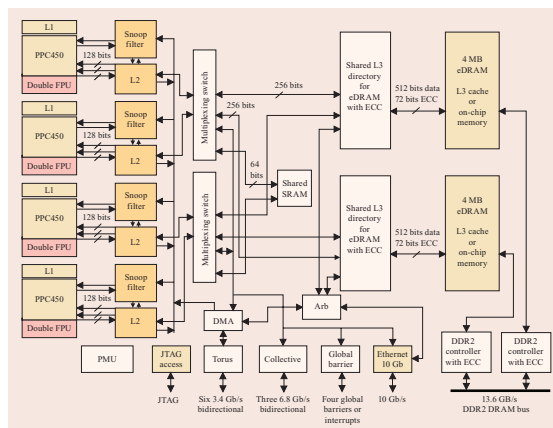 L1
PPC450
Double FPU
128 bits
Snoop
filter
L2
L1
PPC450
Double FPU
128 bits
Snoop
filter
L2
L1
PPC450
Double FPU
128 bits
Snoop
filter
L2
L1
PPC450
Double FPU
128 bits
Snoop
filter
L2
Multiplexing switch
Multiplexing switch
256 bits
256 bits
64
bits
Shared
SRAM
Shared L3
directory
for
eDRAM
with ECC
512 bits data
72 bits ECC
4 MB
eDRAM
L3 cache
or
on-chip
memory
Shared L3
directory
for
eDRAM
with ECC
512 bits data
72 bits ECC
4 MB
eDRAM
L3 cache
or
on-chip
memory
DMA
Arb
PMU
JTAG
access
Torus
Collective
Global
barrier
Ethernet
10 Gb
DDR2
controller
with ECC
DDR2
controller
with ECC
JTAG
Six 3.4 Gb/s
bidirectional
Three 6.8 Gb/s
bidirectional
Four global
barriers or
interrupts
10 Gb/s
13.6 GB/s
DDR2 DRAM bus